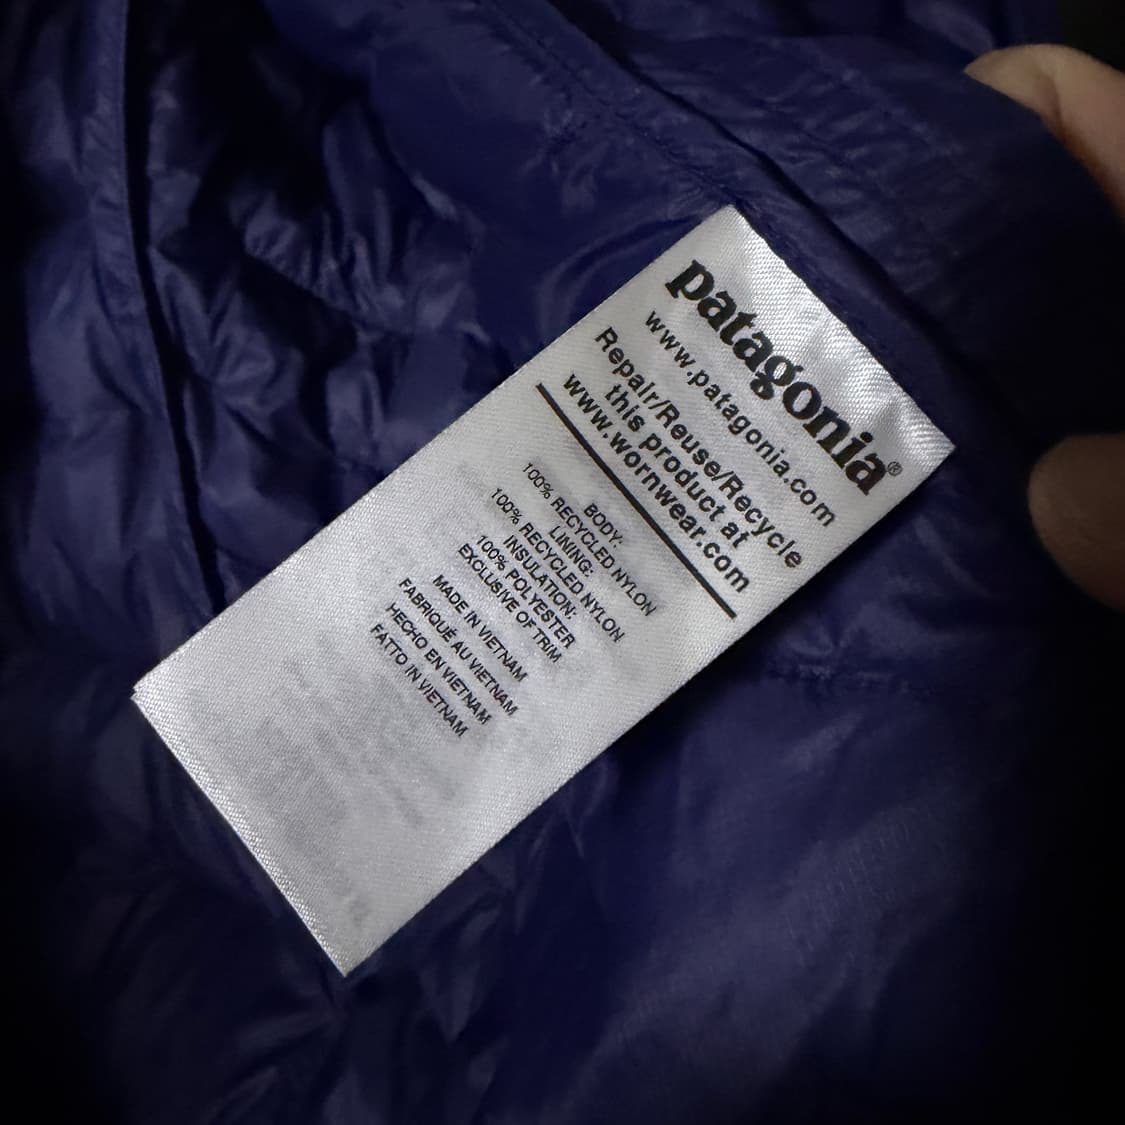 patagonia®
www.patagonia.com
Repair/Reuse/Recycle
this product at
www.wornwear.com
BODY:
100% RECYCLED NYLON
LINING:
100% RECYCLED NYLON
INSULATION:
100% POLYESTER
EXCLUSIVE OF TRIM
MADE IN VIETNAM
FABRIQUÉ AU VIETNAM
HECHO EN VIETNAM
FATTO IN VIETNAM